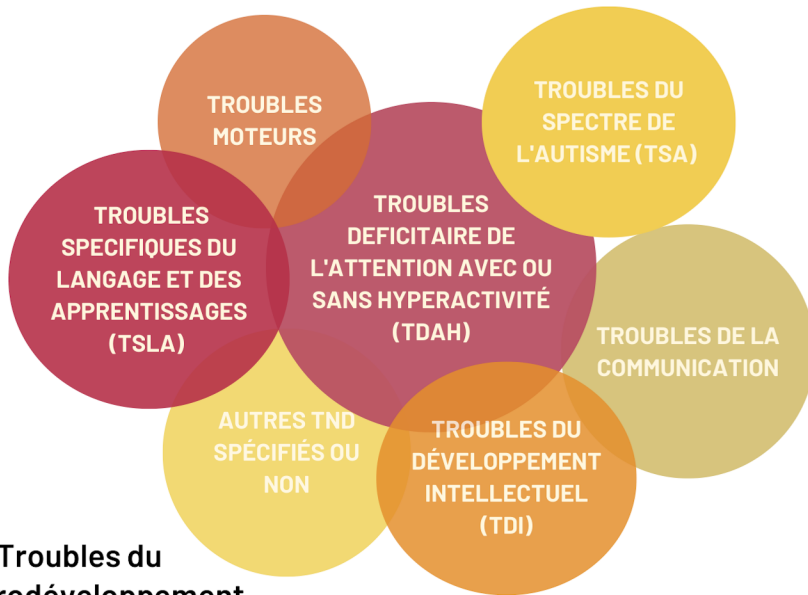 TROUBLES
MOTEURS
TROUBLES DU
SPECTRE DE
L'AUTISME (TSA)
TROUBLES
SPECIFIQUES DU
LANGAGE ET DES
APPRENTISSAGES
(TSLA)
TROUBLES
DEFICITAIRE DE
L'ATTENTION AVEC OU
SANS HYPERACTIVITÉ
(TDAH)
TROUBLES DE LA
COMMUNICATION
AUTRES TND
SPÉCIFIÉS OU
NON
TROUBLES DU
DÉVELOPPEMENT
INTELLECTUEL
(TDI)
Troubles du